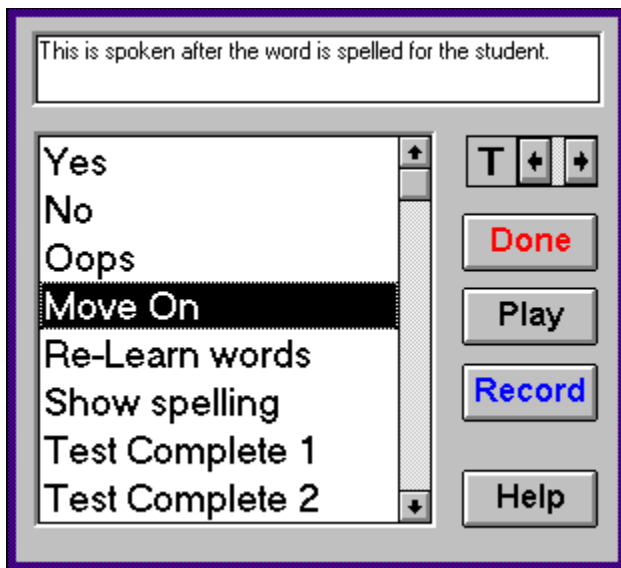 This is spoken after the word is spelled for the student.
Yes
No
Oops
Move On
Re-Learn words
Show spelling
Test Complete 1
Test Complete 2
T
Done
Play
Record
Help